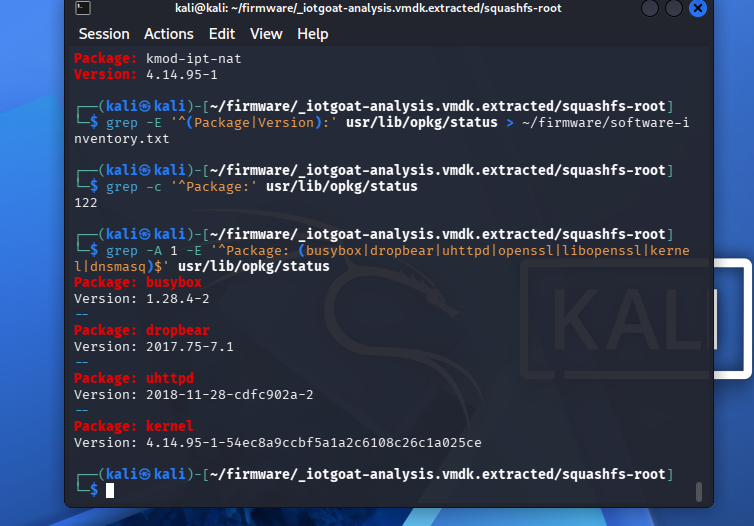 kali@kali: ~/firmware/_iotgoat-analysis.vmdk.extracted/squashfs-root
Session Actions Edit View Help
Package: kmod-ipt-nat
Version: 4.14.95-1
┌──(kali㉿kali)-[~/firmware/_iotgoat-analysis.vmdk.extracted/squashfs-root]
└─$ grep -E '^(Package|Version):' usr/lib/opkg/status > ~/firmware/software-i
nventory.txt
┌──(kali㉿kali)-[~/firmware/_iotgoat-analysis.vmdk.extracted/squashfs-root]
└─$ grep -c '^Package:' usr/lib/opkg/status
122
┌──(kali㉿kali)-[~/firmware/_iotgoat-analysis.vmdk.extracted/squashfs-root]
└─$ grep -A 1 -E '^Package: (busybox|dropbear|uhttpd|openssl|libopenssl|kerne
l|dnsmasq)$' usr/lib/opkg/status
Package: busybox
Version: 1.28.4-2
--
Package: dropbear
Version: 2017.75-7.1
--
Package: uhttpd
Version: 2018-11-28-cdfc902a-2
--
Package: kernel
Version: 4.14.95-1-54ec8a9ccbf5a1a2c6108c26c1a025ce
┌──(kali㉿kali)-[~/firmware/_iotgoat-analysis.vmdk.extracted/squashfs-root]
└─$
KALI